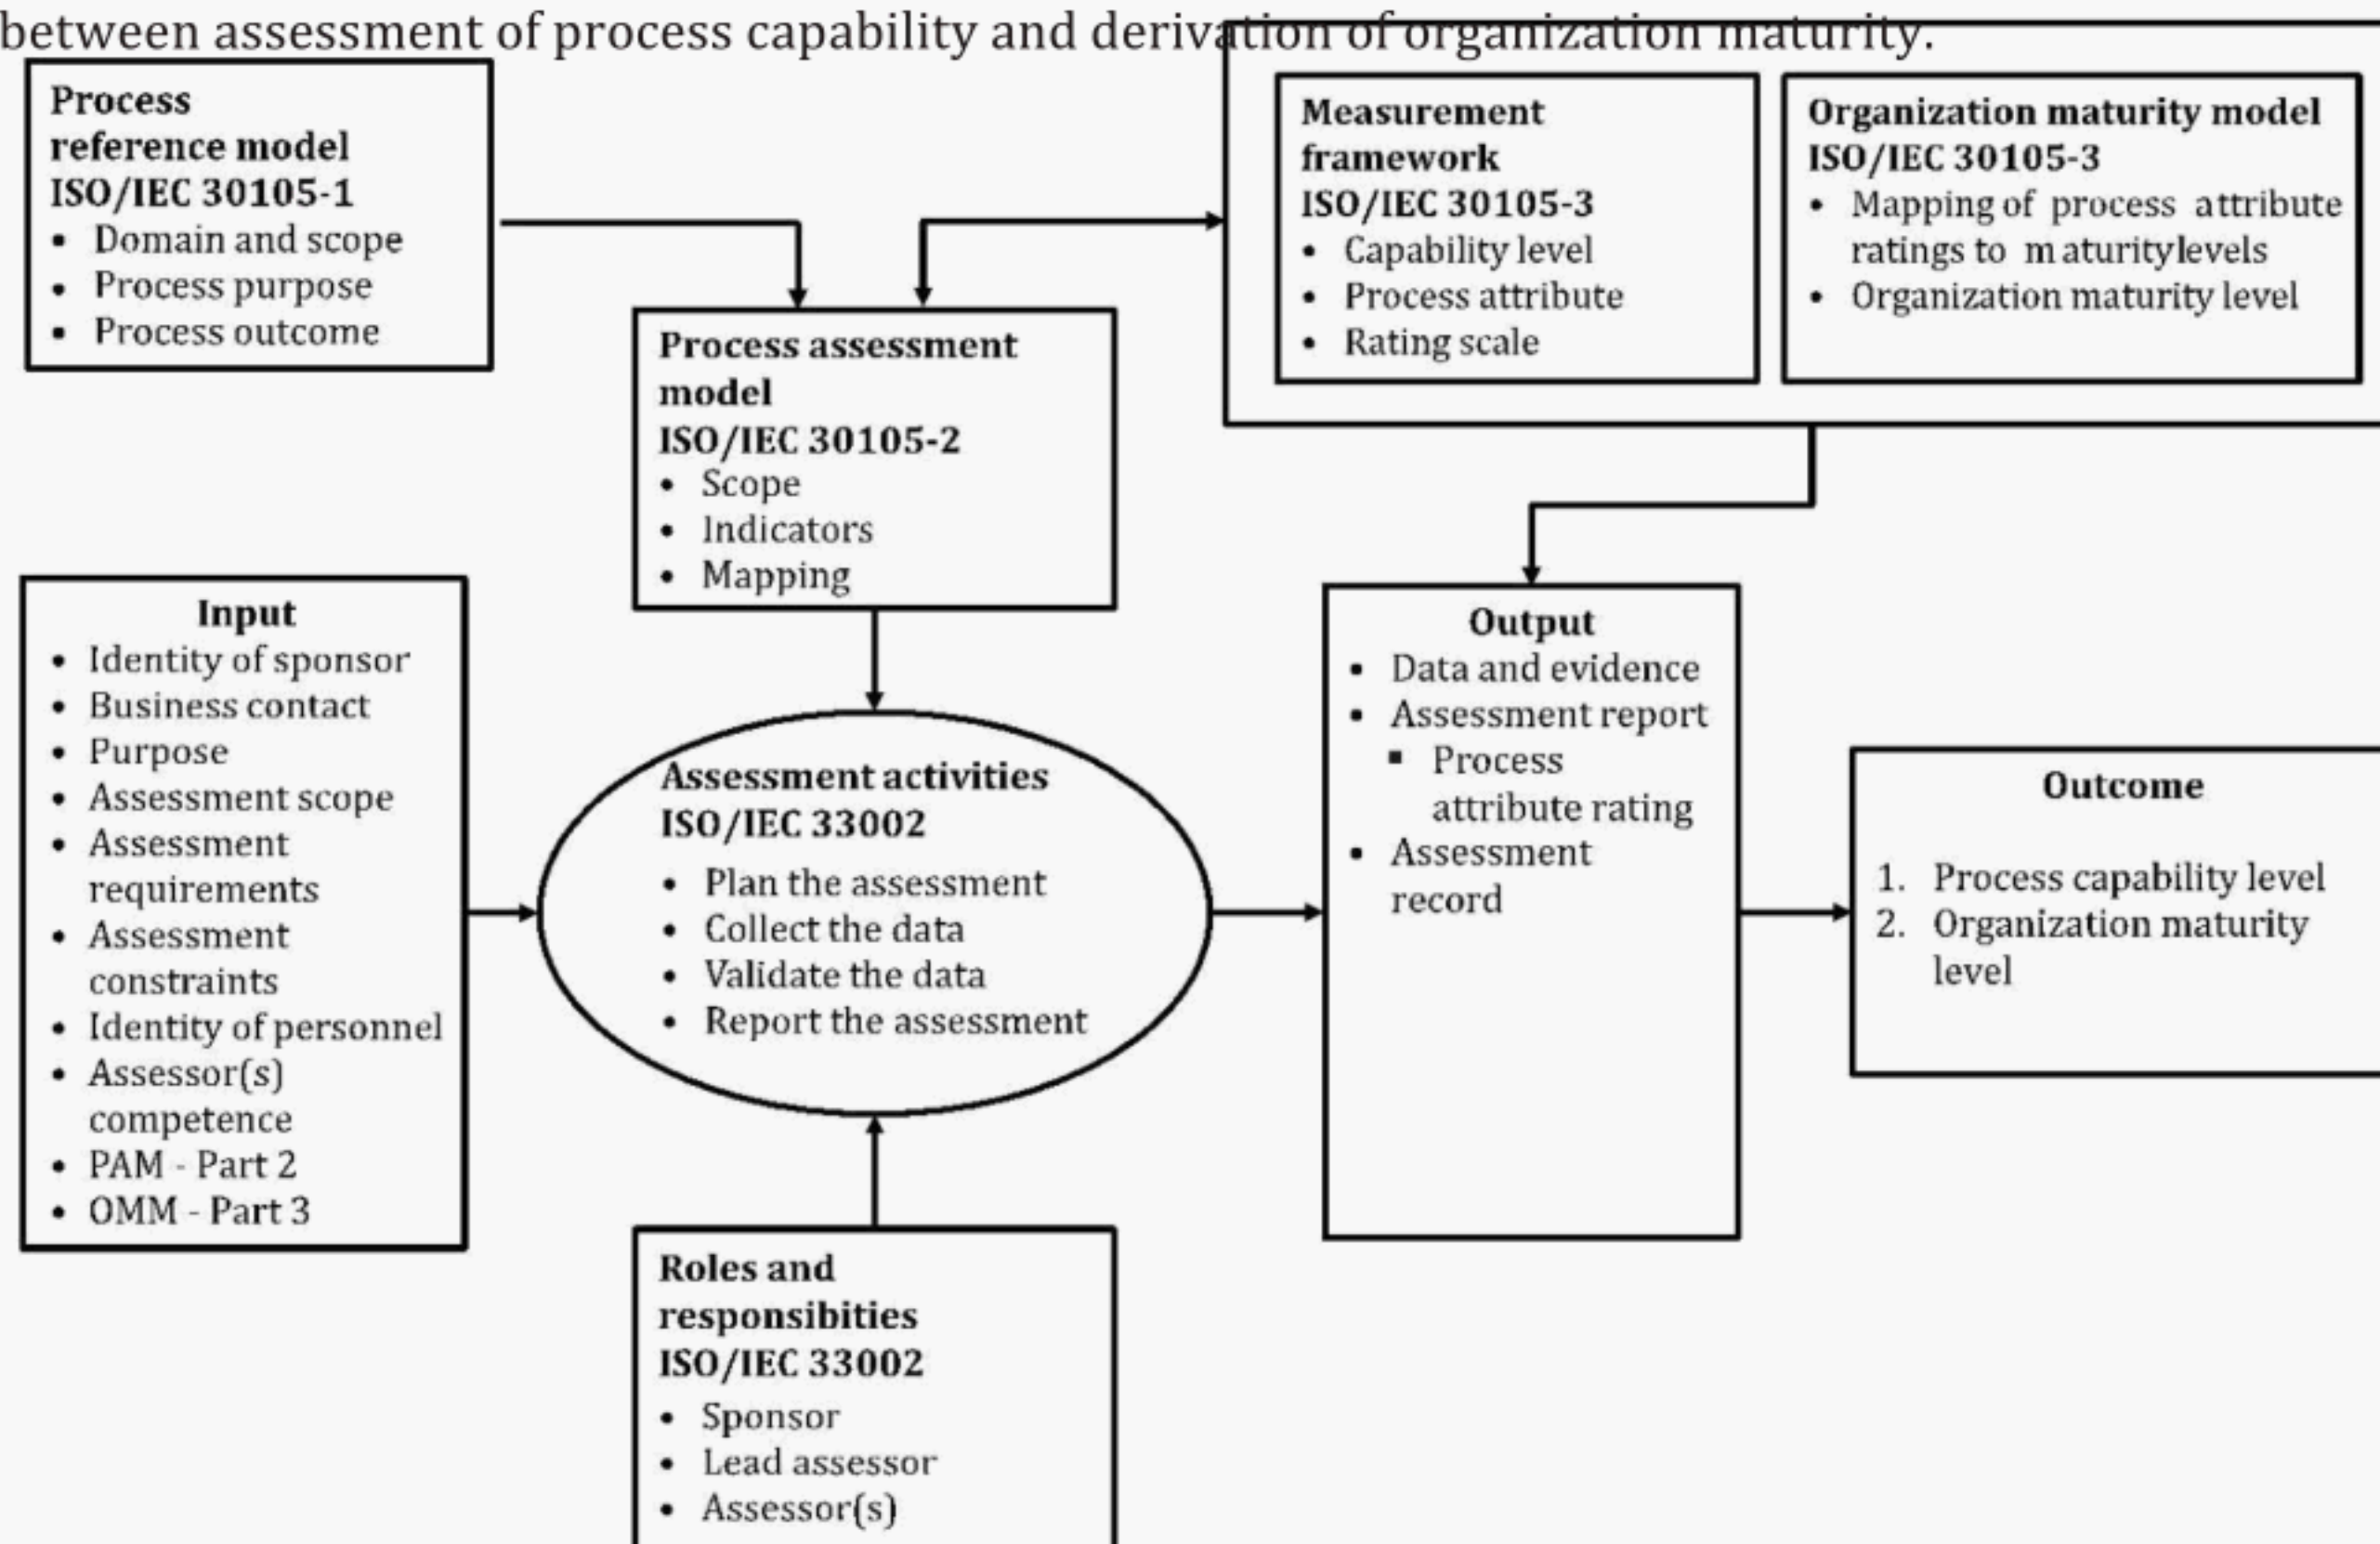 between assessment of process capability and derivation of organization maturity.
Process
reference model
ISO/IEC 30105-1
▪ Domain and scope
▪ Process purpose
▪ Process outcome
Measurement
framework
ISO/IEC 30105-3
• Capability level
• Process attribute
• Rating scale
Organization maturity model
ISO/IEC 30105-3
• Mapping of process attribute
ratings to m aturitylevels
• Organization maturity level
Process assessment
model
ISO/IEC 30105-2
• Scope
• Indicators
• Mapping
Input
• Identity of sponsor
• Business contact
• Purpose
• Assessment scope
• Assessment
requirements
• Assessment
constraints
• Identity of personnel
• Assessor(s)
competence
• PAM - Part 2
• OMM - Part 3
Assessment activities
ISO/IEC 33002
• Plan the assessment
• Collect the data
• Validate the data
• Report the assessment
Output
• Data and evidence
• Assessment report
▪ Process
attribute rating
• Assessment
record
Outcome
1. Process capability level
2. Organization maturity
level
Roles and
responsibities
ISO/IEC 33002
• Sponsor
• Lead assessor
• Assessor(s)